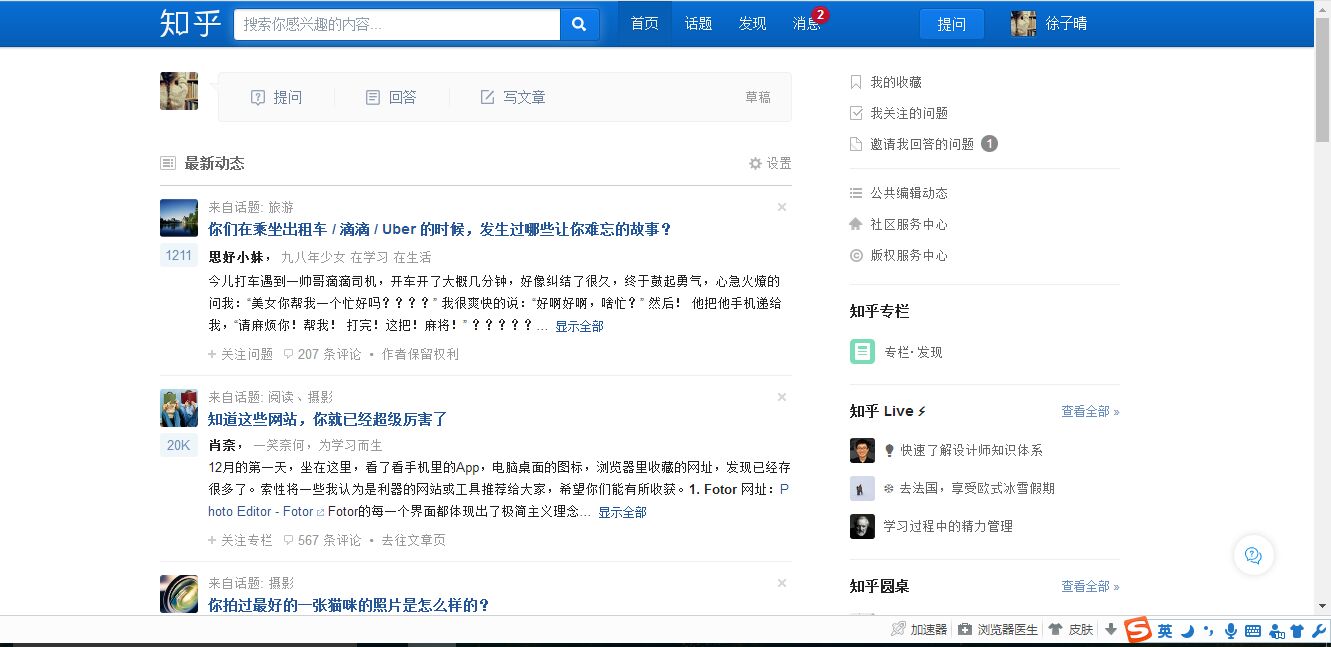 知乎 搜索你感兴趣的内容... 首页 话题 发现 消息 2 提问 徐子晴
提问 回答 写文章 草稿
最新动态 设置
来自话题: 旅游
你们在乘坐出租车 / 滴滴 / Uber 的时候，发生过哪些让你难忘的故事？
1211 思好小妹， 九八年少女 在学习 在生活
今儿打车遇到一帅哥滴滴司机，开车开了大概几分钟，好像纠结了很久，终于鼓起勇气，心急火燎的
问我：“美女你帮我一个忙好吗？？？？” 我很爽快的说：“好啊好啊，啥忙？” 然后！ 他把他手机递给
我，“请麻烦你！帮我！ 打完！这把！麻将！” ？？？？？… 显示全部
关注问题 207 条评论 • 作者保留权利
来自话题: 阅读、摄影
知道这些网站，你就已经超级厉害了
20K 肖奈， 一笑奈何，为学习而生
12月的第一天，坐在这里，看了看手机里的App，电脑桌面的图标，浏览器里收藏的网址，发现已经存
很多了。索性将一些我认为是利器的网站或工具推荐给大家，希望你们能有所收获。1. Fotor 网址：P
hoto Editor - Fotor Fotor的每一个界面都体现出了极简主义理念… 显示全部
关注专栏 567 条评论 • 去往文章页
来自话题: 摄影
你拍过最好的一张猫咪的照片是怎么样的？
我的收藏
我关注的问题
邀请我回答的问题 1
公共编辑动态
社区服务中心
版权服务中心
知乎专栏
专栏· 发现
知乎 Live 查看全部 »
快速了解设计师知识体系
去法国，享受欧式冰雪假期
学习过程中的精力管理
知乎圆桌 查看全部 »
加速器 浏览器医生 皮肤 英